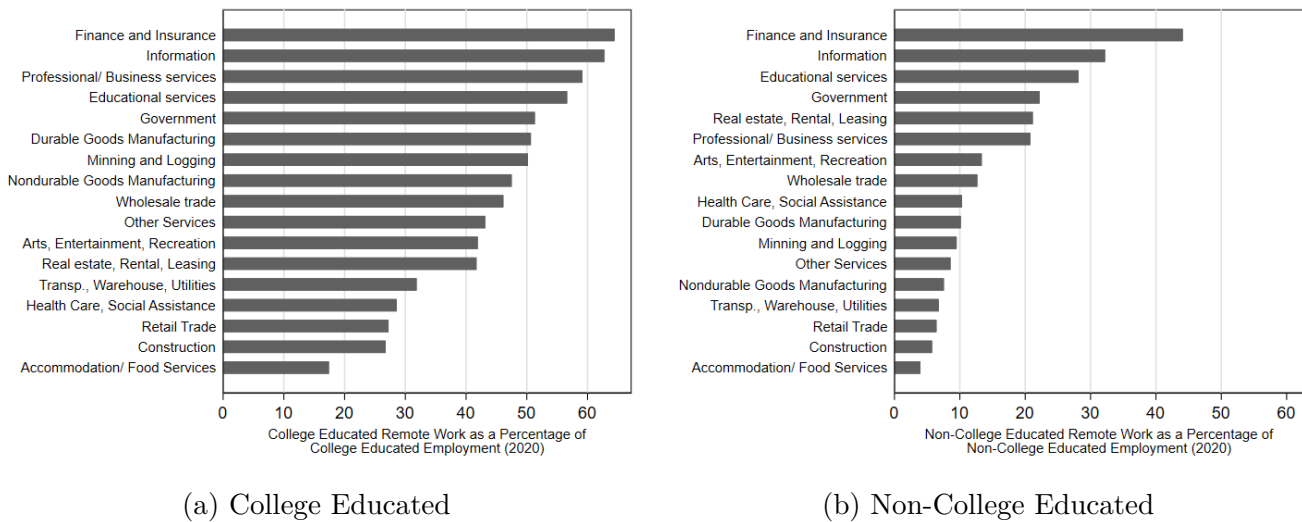 Finance and Insurance
Information
Professional/ Business services
Educational services
Government
Durable Goods Manufacturing
Minning and Logging
Nondurable Goods Manufacturing
Wholesale trade
Other Services
Arts, Entertainment, Recreation
Real estate, Rental, Leasing
Transp., Warehouse, Utilities
Health Care, Social Assistance
Retail Trade
Construction
Accommodation/ Food Services
0 10 20 30 40 50 60
College Educated Remote Work as a Percentage of
College Educated Employment (2020)
(a) College Educated
Finance and Insurance
Information
Educational services
Government
Real estate, Rental, Leasing
Professional/ Business services
Arts, Entertainment, Recreation
Wholesale trade
Health Care, Social Assistance
Durable Goods Manufacturing
Minning and Logging
Other Services
Nondurable Goods Manufacturing
Transp., Warehouse, Utilities
Retail Trade
Construction
Accommodation/ Food Services
0 10 20 30 40 50 60
Non-College Educated Remote Work as a Percentage of
Non-College Educated Employment (2020)
(b) Non-College Educated